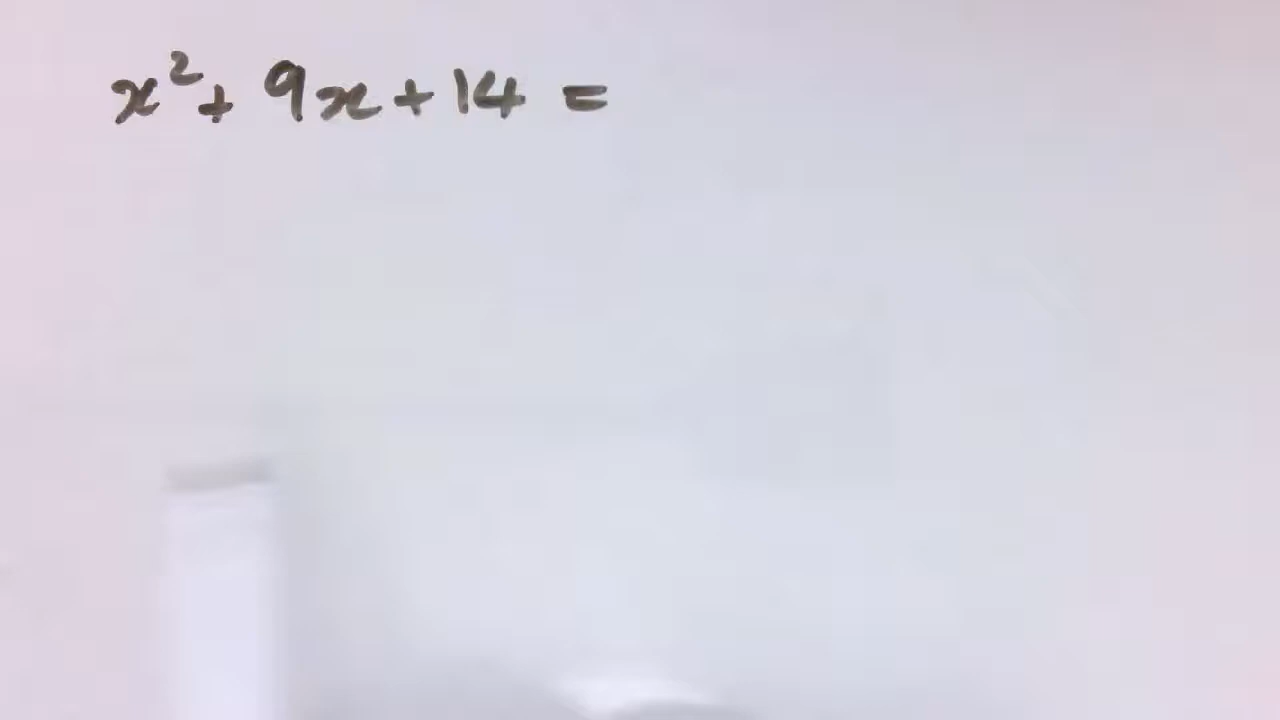 x² + 9x + 14 =